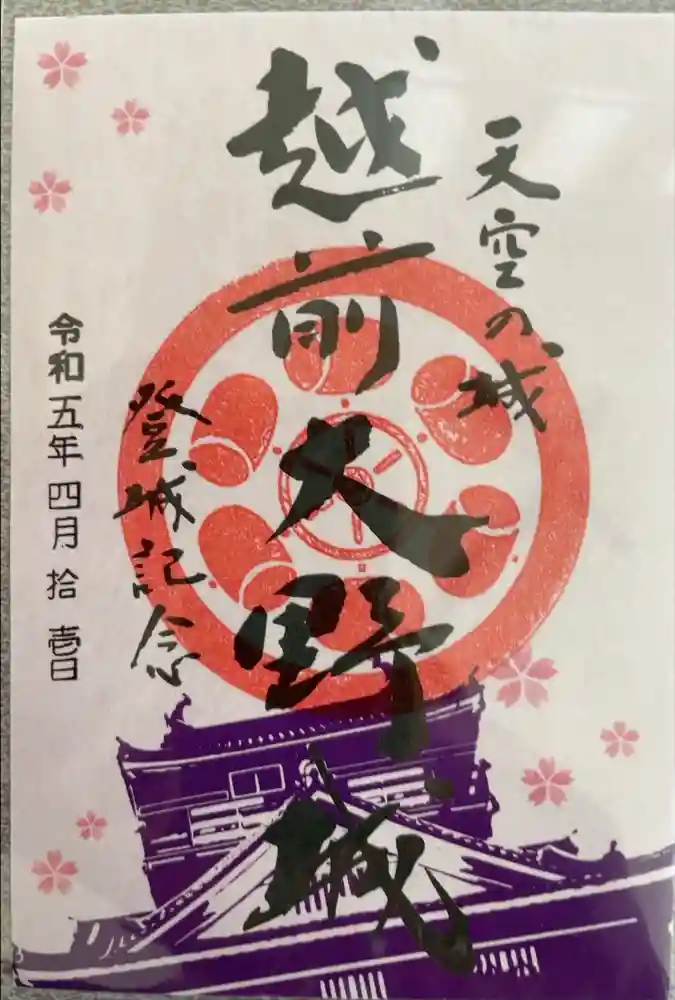 天空の城
越前大野城
登城記念
令和五年四月拾壱日